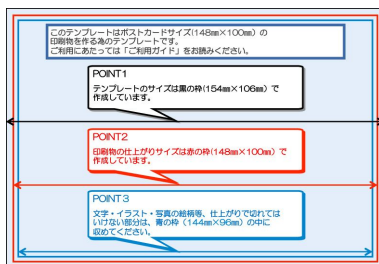 このテンプレートはポストカードサイズ(148㎜×100㎜) の
印刷物を作る為のテンプレートです。
ご利用にあたっては「ご利用ガイド」をお読みください。
POINT1
テンプレートのサイズは黒の枠(154㎜×106㎜) で
作成しています。
POINT2
印刷物の仕上がりサイズは赤の枠(148㎜×100㎜) で
作成しています。
POINT3
文字・イラスト・写真の絵柄等、仕上がりで切れては
いけない部分は、青の枠 (144㎜×96㎜) の中に
収めてください。